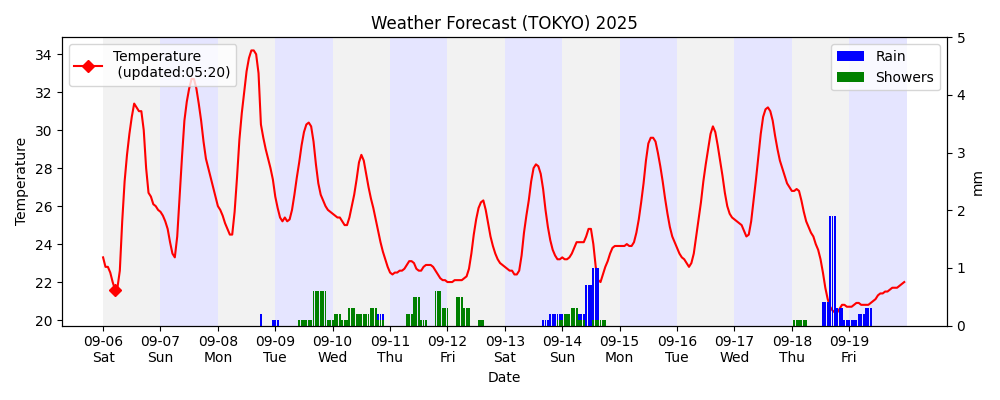 Weather Forecast (TOKYO) 2025
Temperature
(updated:05:20)
Rain
Showers
Temperature
34
32
30
28
26
24
22
20
5
4
3
2
1
0
mm
09-06 09-07 09-08 09-09 09-10 09-11 09-12 09-13 09-14 09-15 09-16 09-17 09-18 09-19
Sat Sun Mon Tue Wed Thu Fri Sat Sun Mon Tue Wed Thu Fri
Date